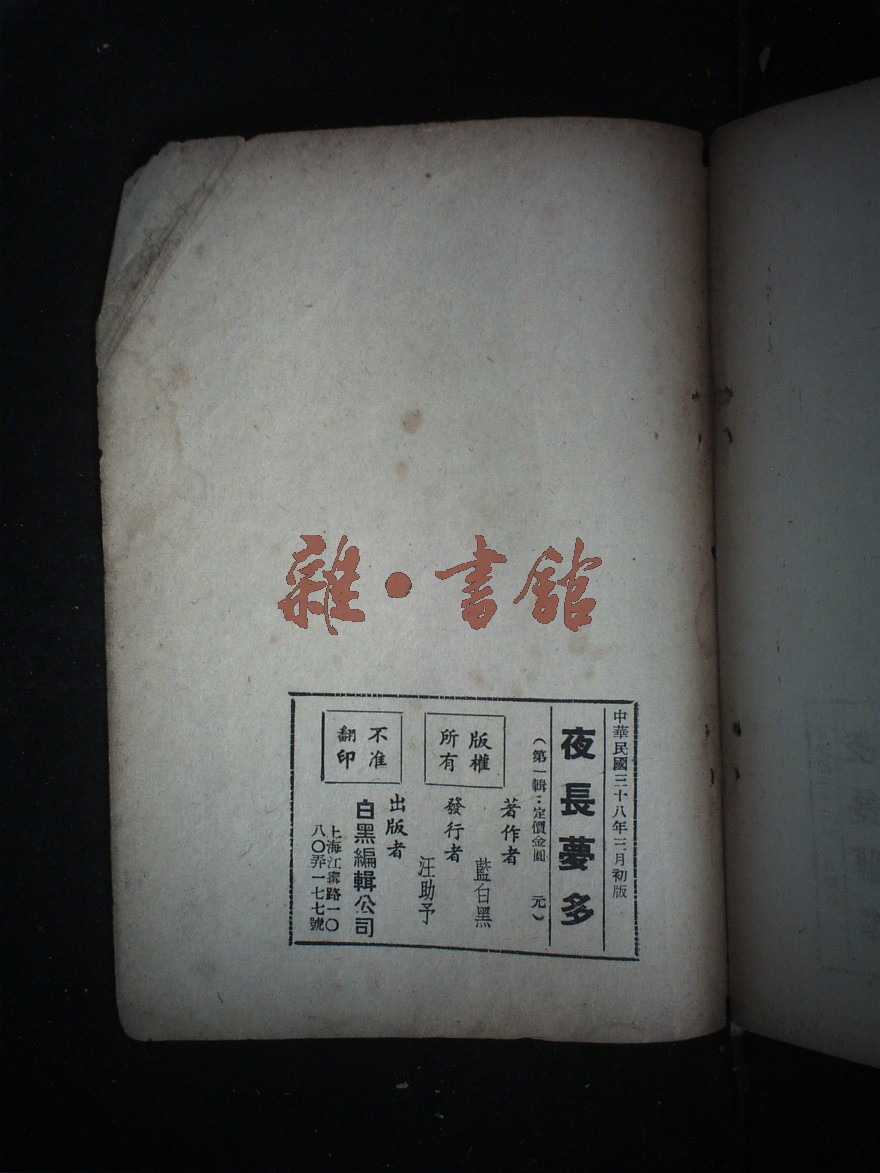 雜·書館
中華民國三十八年三月初版
夜長夢多
（第一輯：定價金圓　元）
版權所有
著作者　藍白黑
發行者　汪助予
不准翻印
出版者　白黑編輯公司
上海江寧路一〇
八〇弄一七七號